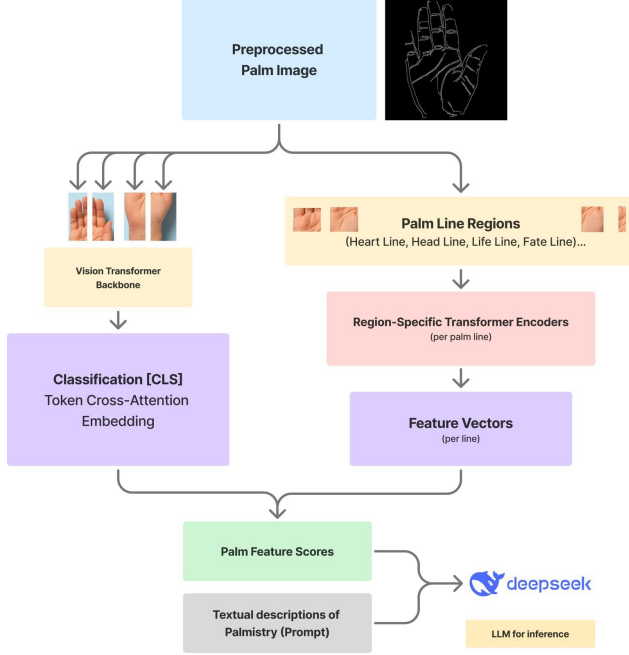 Preprocessed
Palm Image
Palm Line Regions
(Heart Line, Head Line, Life Line, Fate Line)...
Vision Transformer
Backbone
Region-Specific Transformer Encoders
(per palm line)
Classification [CLS]
Token Cross-Attention
Embedding
Feature Vectors
(per line)
Palm Feature Scores
deepseek
Textual descriptions of
Palmistry (Prompt)
LLM for inference